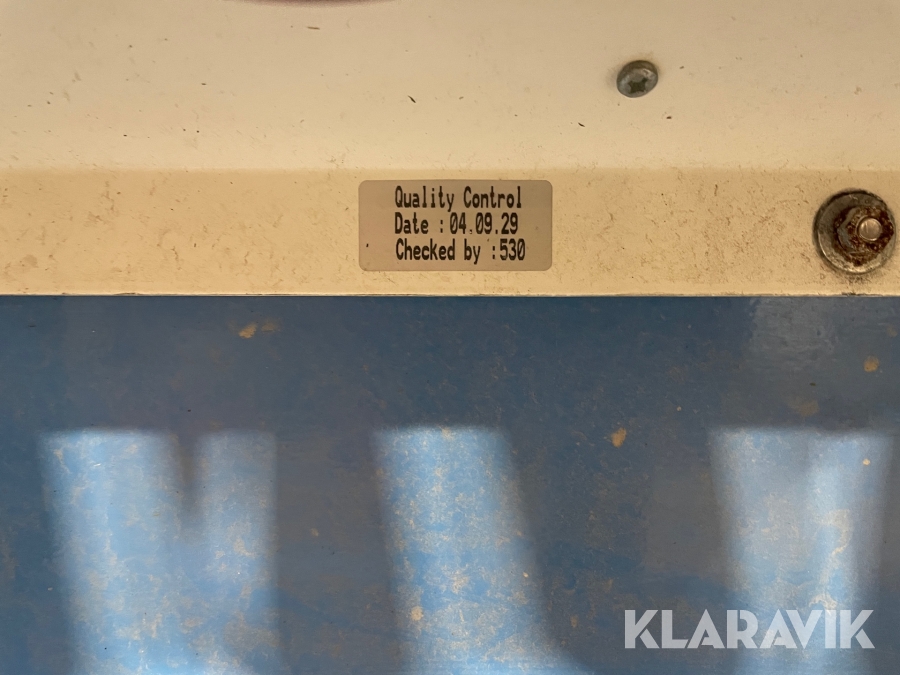 Quality Control
Date : 04.09.29
Checked by : 530
KLARAVIK